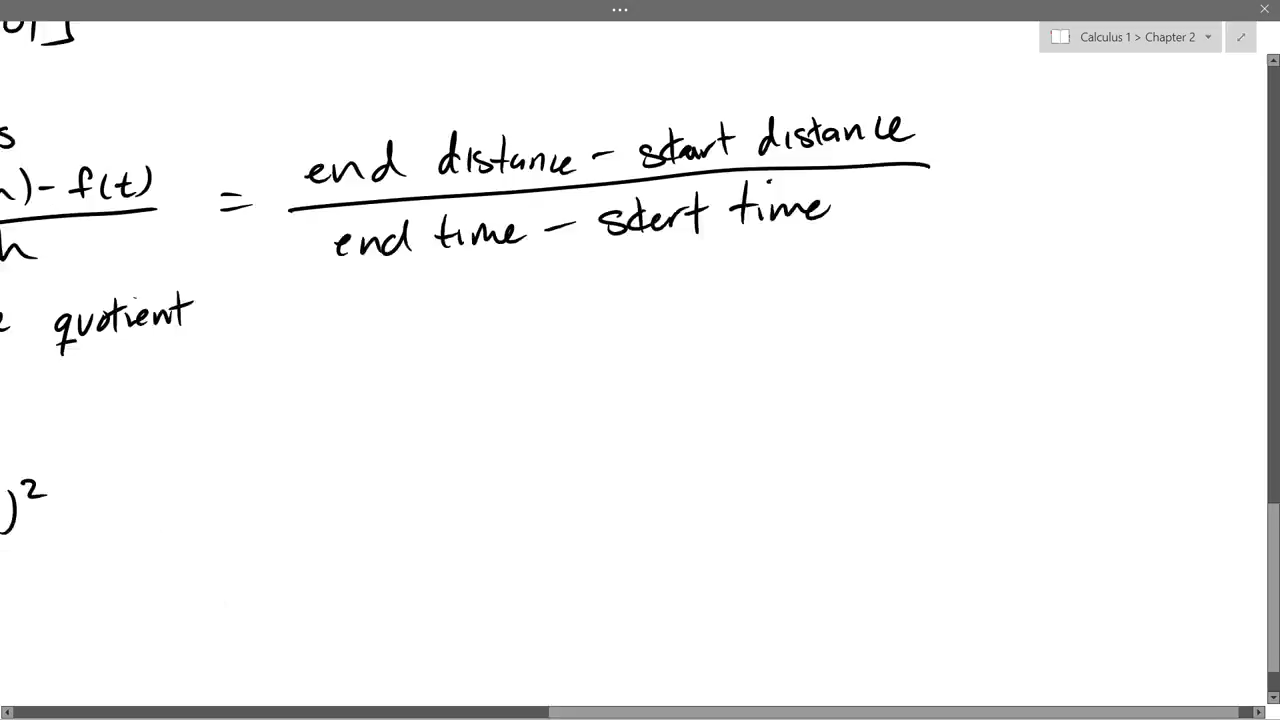 Calculus 1 > Chapter 2
s
h) - f(t)
h
= end distance - start distance
end time - start time
quotient
)²